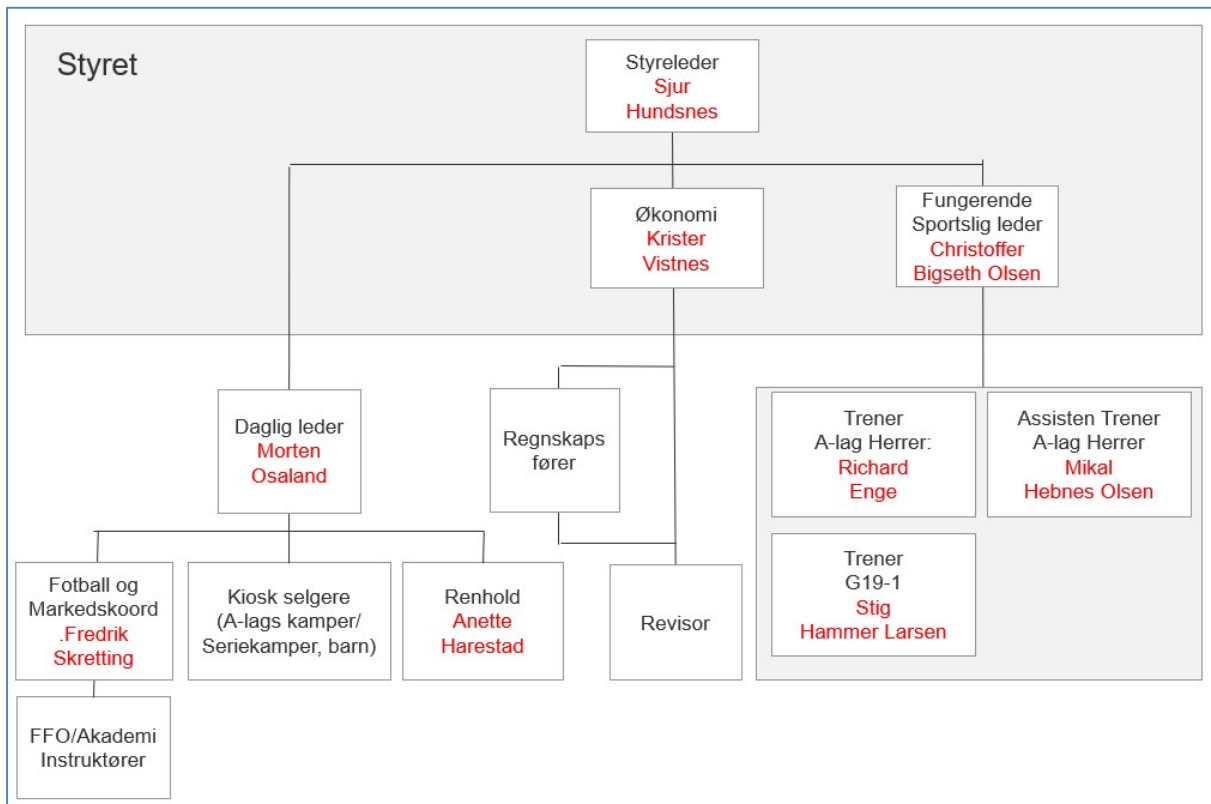 Styret
Styreleder
Sjur
Hundsnes
Økonomi
Krister
Vistnes
Fungerende
Sportslig leder
Christoffer
Bigseth Olsen
Daglig leder
Morten
Osaland
Regnskaps
fører
Trener
A-lag Herrer:
Richard
Enge
Assisten Trener
A-lag Herrer
Mikal
Hebnes Olsen
Trener
G19-1
Stig
Hammer Larsen
Fotball og
Markedskoord
.Fredrik
Skretting
Kiosk selgere
(A-lags kamper/
Seriekamper, barn)
Renhold
Anette
Harestad
Revisor
FFO/Akademi
Instruktører